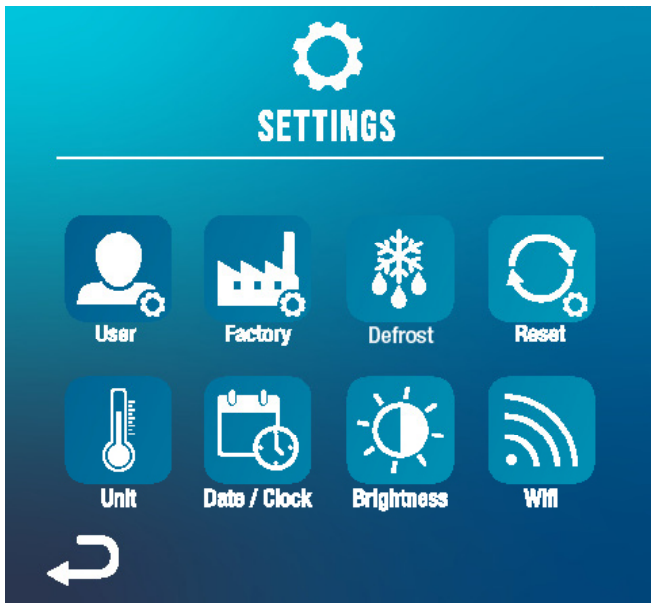 SETTINGS
User Factory Defrost Reset
Unit Date / Clock Brightness Wifi